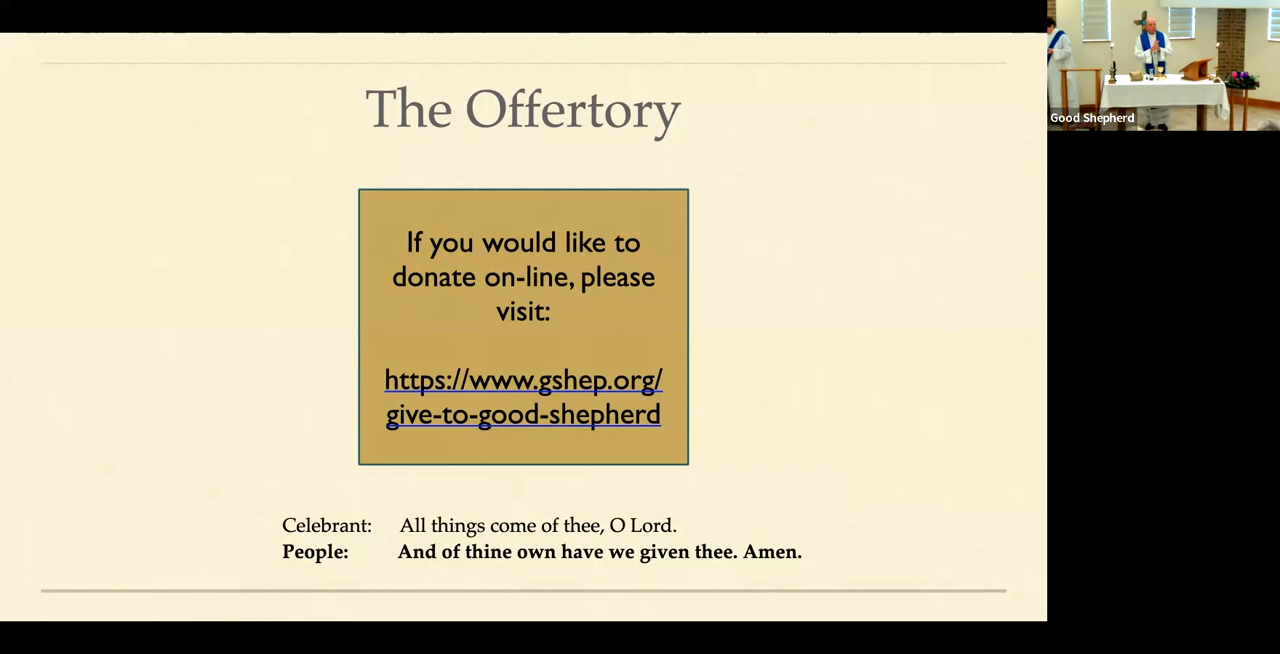 The Offertory
If you would like to
donate on-line, please
visit:
https://www.gshep.org/
give-to-good-shepherd
Celebrant: All things come of thee, O Lord.
People: And of thine own have we given thee. Amen.
Good Shepherd